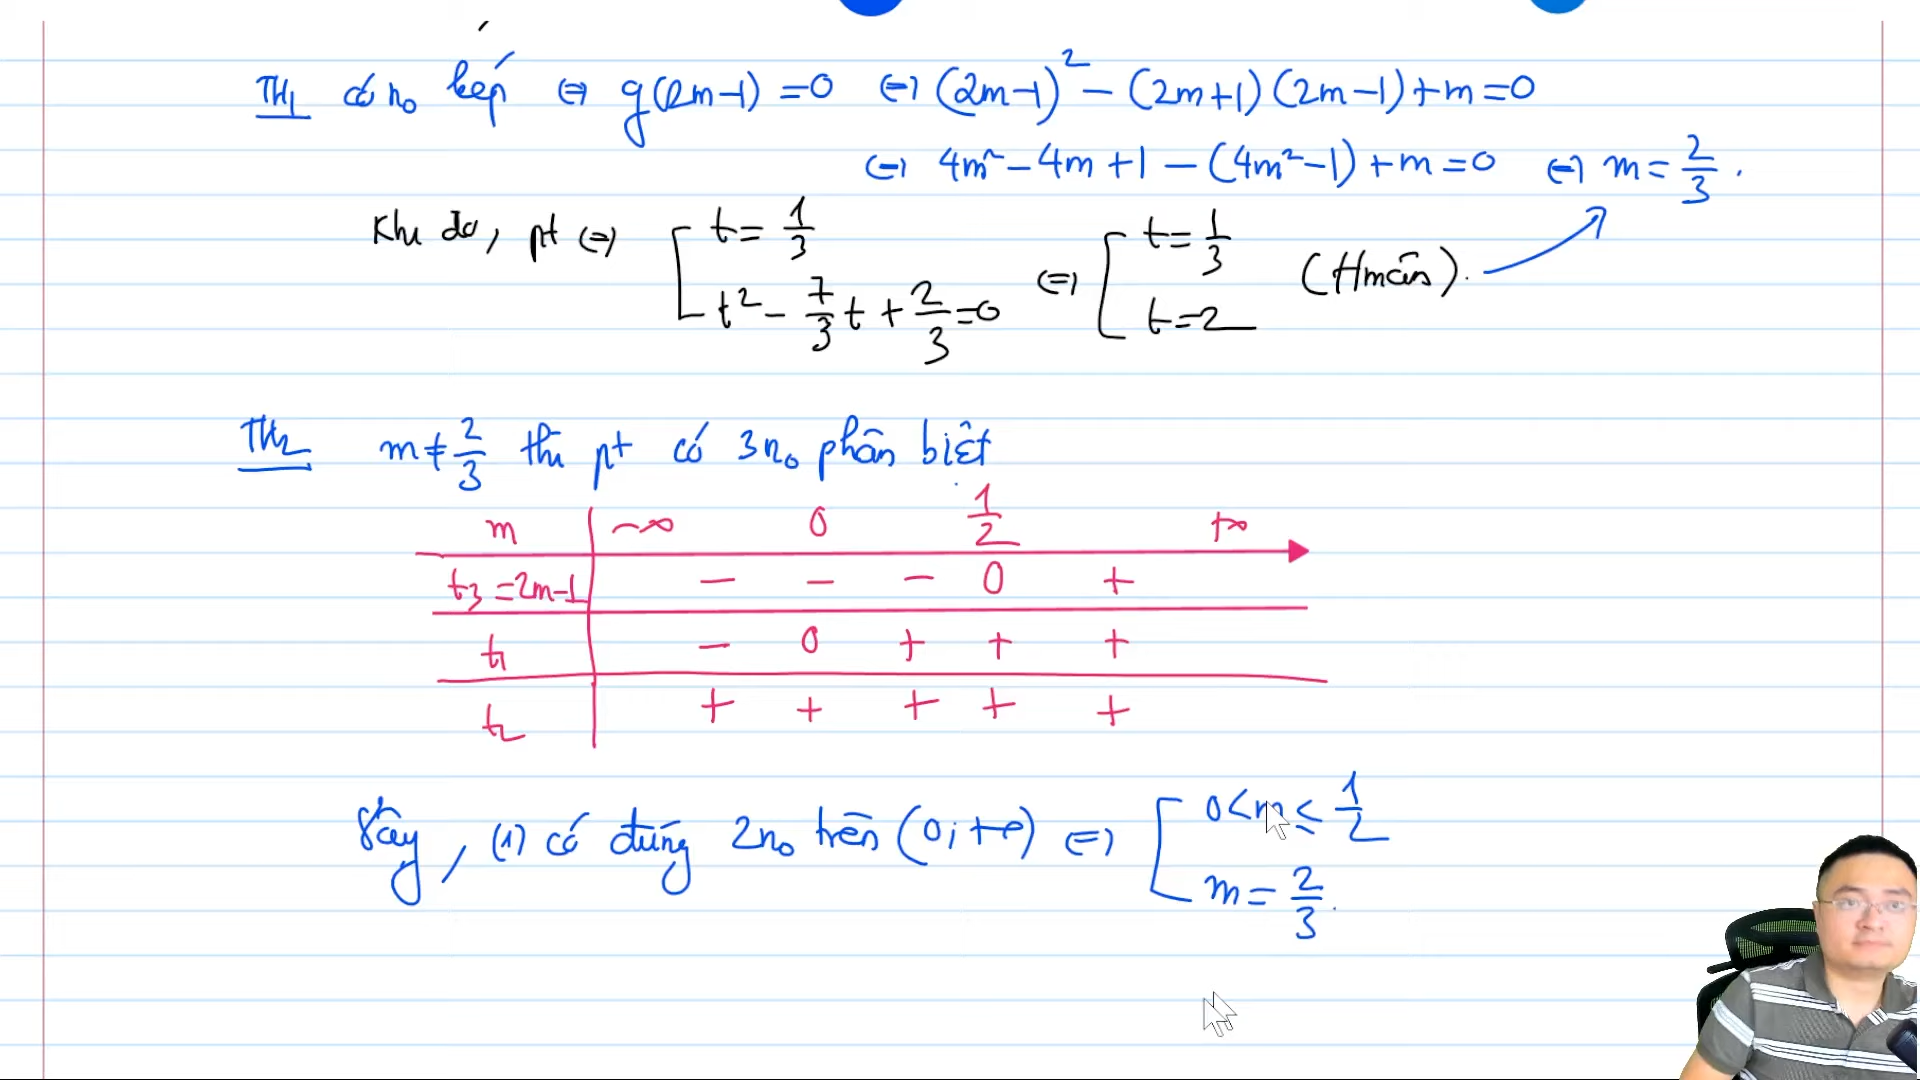 TH1 có n0 kép ⇔ g(2m-1) = 0 ⇔ (2m-1)² - (2m+1)(2m-1) + m = 0
⇔ 4m² - 4m + 1 - (4m² - 1) + m = 0 ⇔ m = 2/3.
Khi đó, pt ⇔ [ t = 1/3 ; t² - 7/3 t + 2/3 = 0 ⇔ [ t = 1/3 ; t = 2 (t/mãn).
TH2 m ≠ 2/3 thì pt có 3 n0 phân biệt
m -∞ 0 1/2 +∞
t3 = 2m-1 - - - 0 +
t1 - 0 + + +
t2 + + + + +
Vậy, (1) có đúng 2 n0 trên (0; +∞) ⇔ [ 0 < m ≤ 1/2 ; m = 2/3.